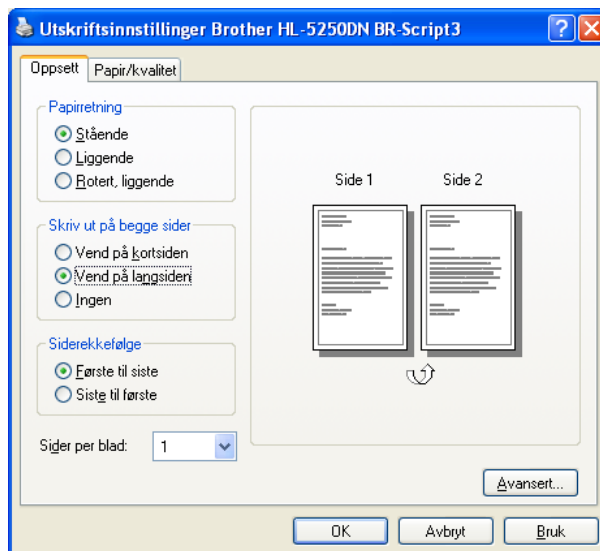 Utskriftsinnstillinger Brother HL-5250DN BR-Script3
Oppsett Papir/kvalitet
Papirretning
Stående
Liggende
Rotert, liggende
Skriv ut på begge sider
Vend på kortsiden
Vend på langsiden
Ingen
Siderekkefølge
Første til siste
Siste til første
Sider per blad: 1
Side 1 Side 2
Avansert...
OK Avbryt Bruk